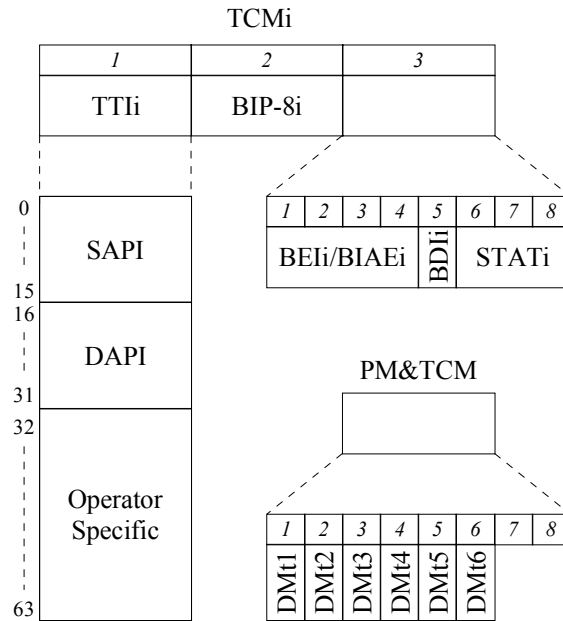 TCMi
1 2 3
TTIi BIP-8i
0
SAPI
15
16
DAPI
31
32
Operator
Specific
63
1 2 3 4 5 6 7 8
BEIi/BIAEi BDIi STATi
PM&TCM
1 2 3 4 5 6 7 8
DMt1 DMt2 DMt3 DMt4 DMt5 DMt6